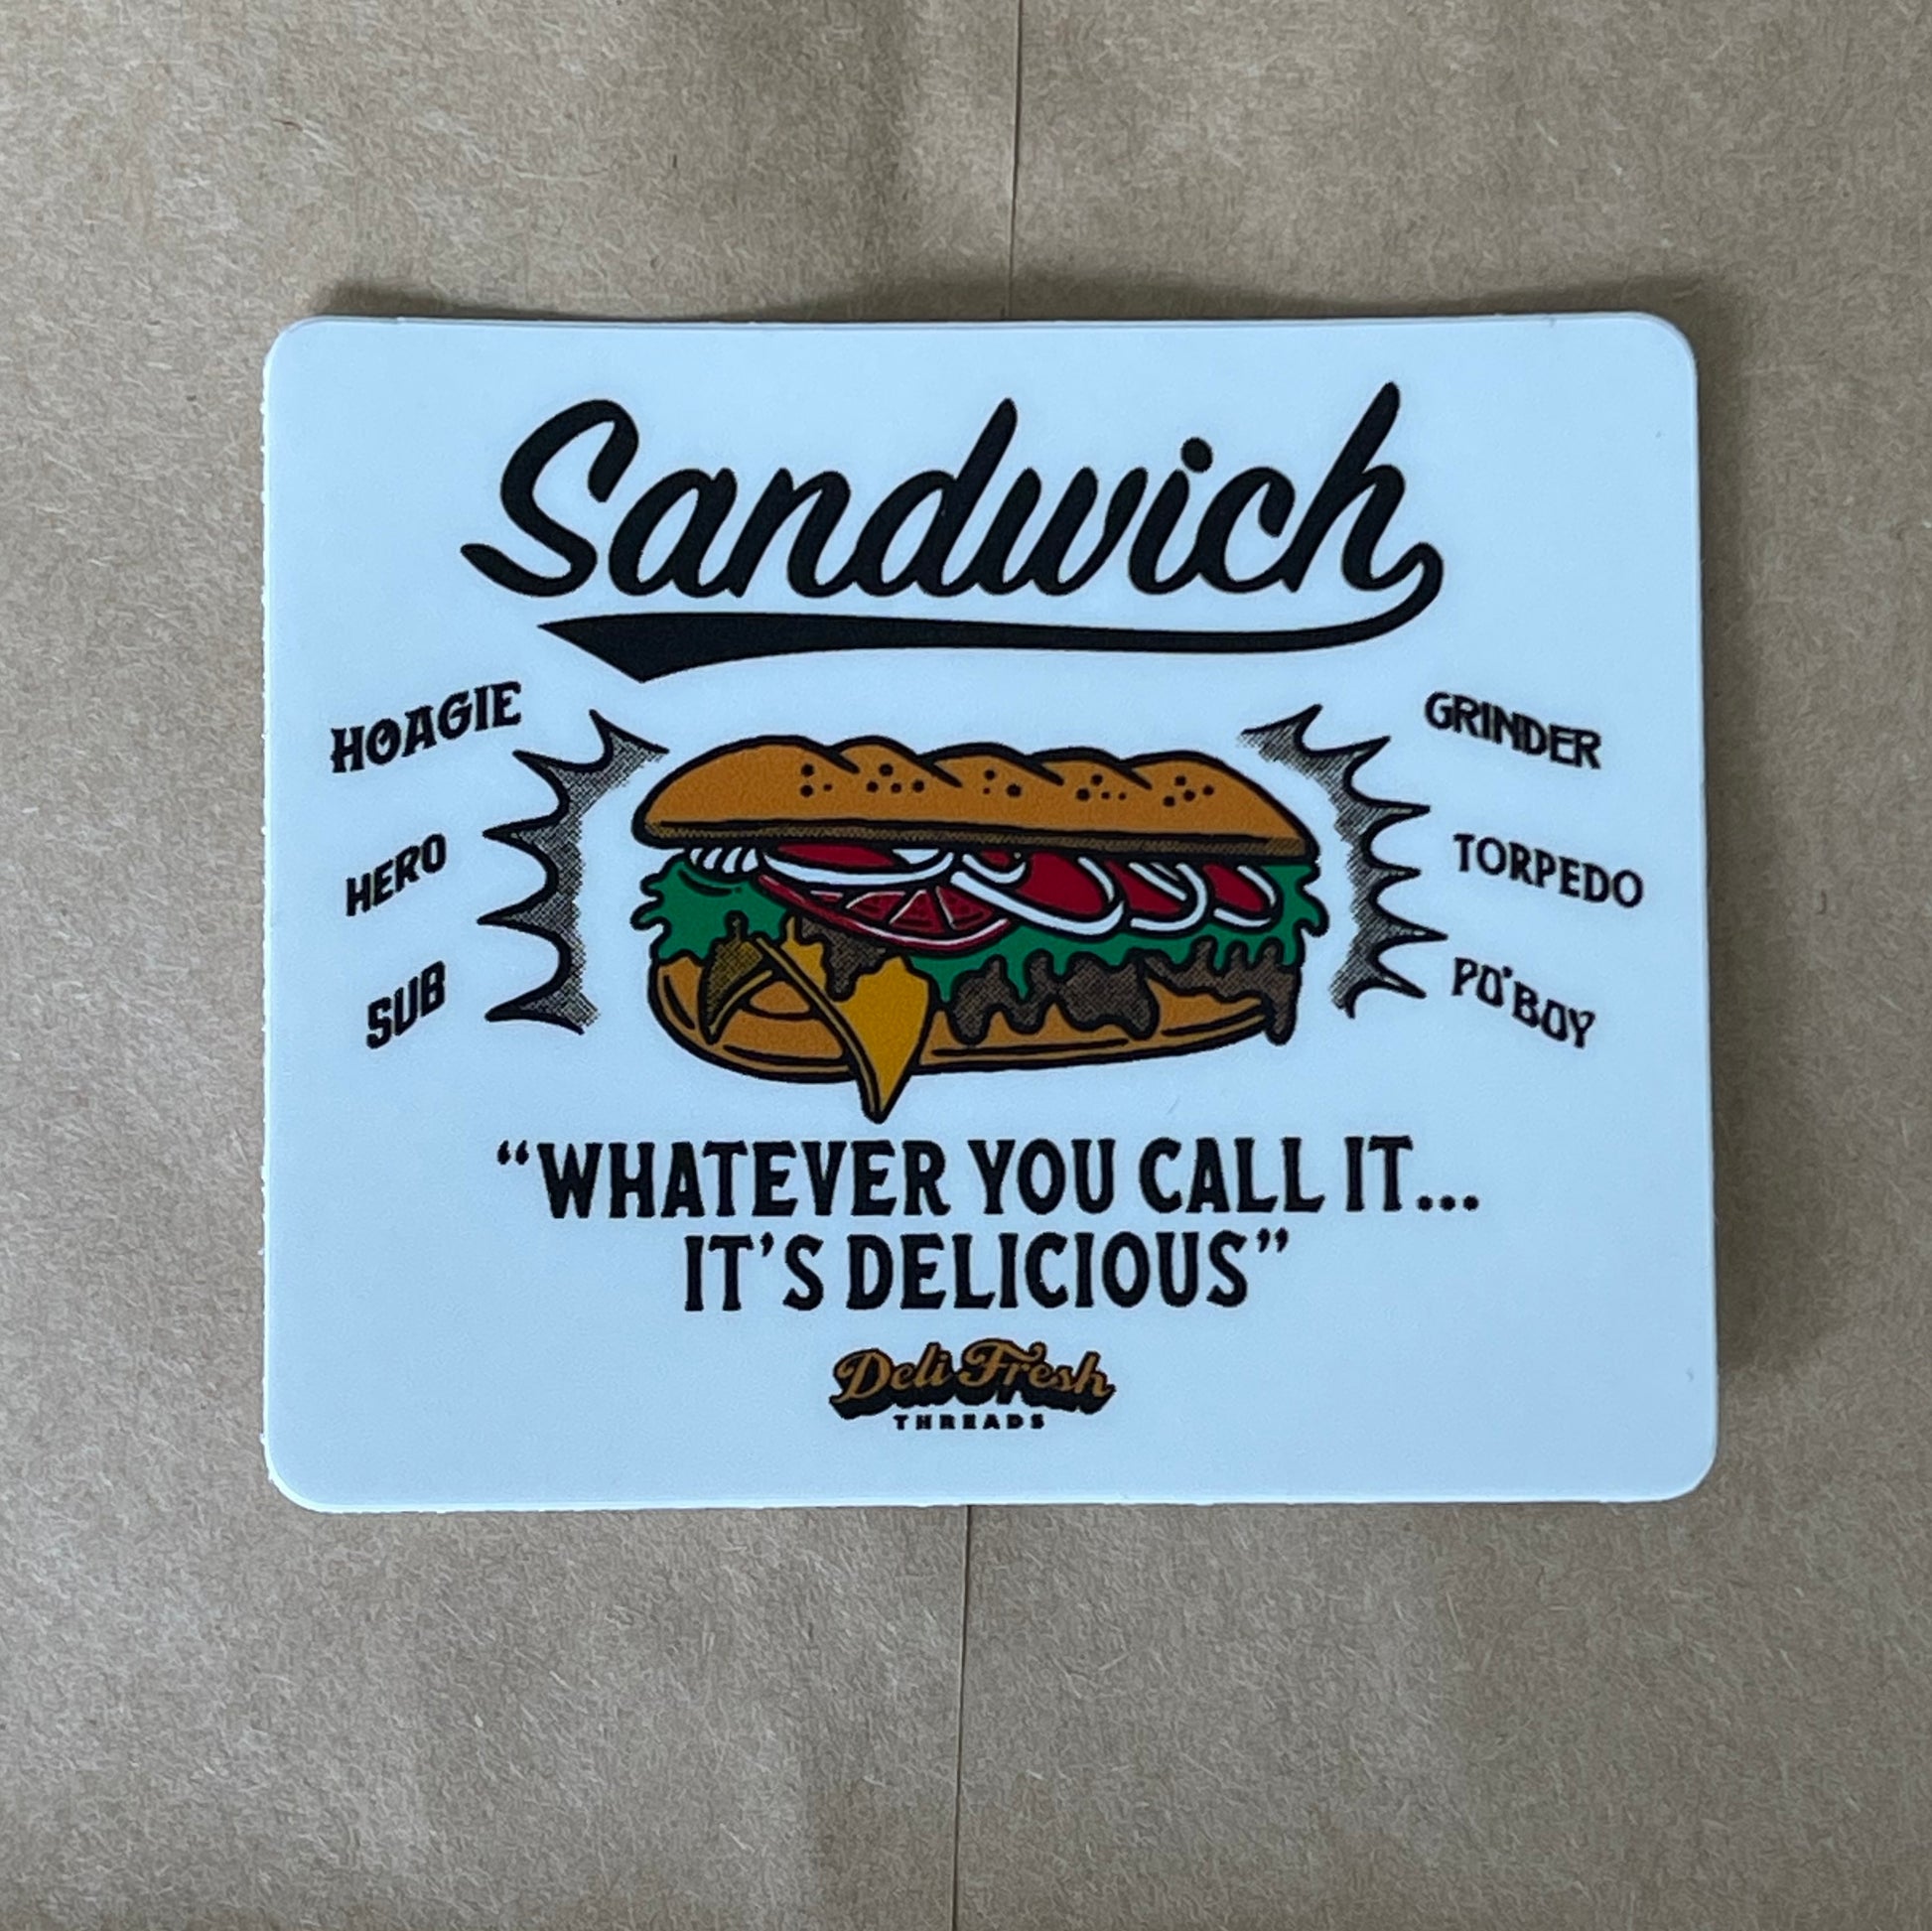 Sandwich
HOAGIE
HERO
SUB
GRINDER
TORPEDO
PO'BOY
“WHATEVER YOU CALL IT...
IT'S DELICIOUS”
Deli Fresh
THREADS